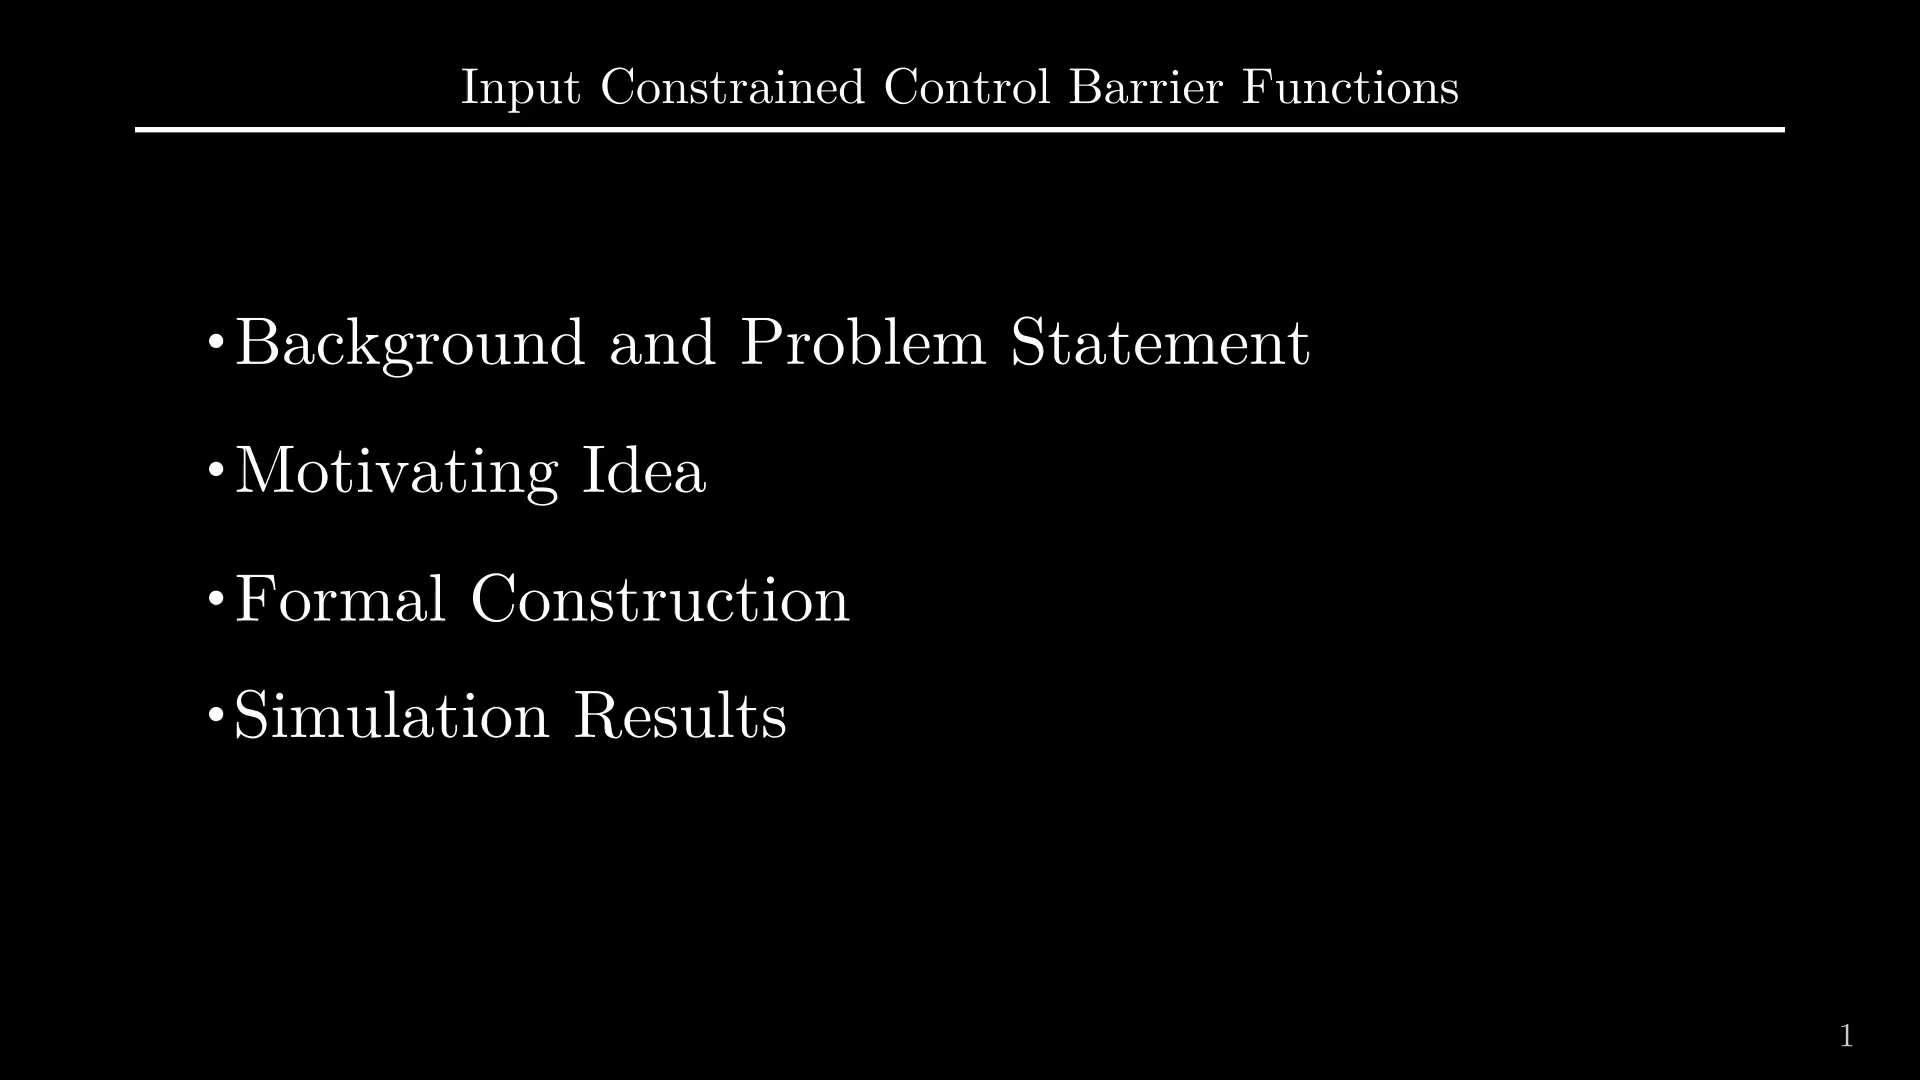 Input Constrained Control Barrier Functions
•Background and Problem Statement
•Motivating Idea
•Formal Construction
•Simulation Results
1